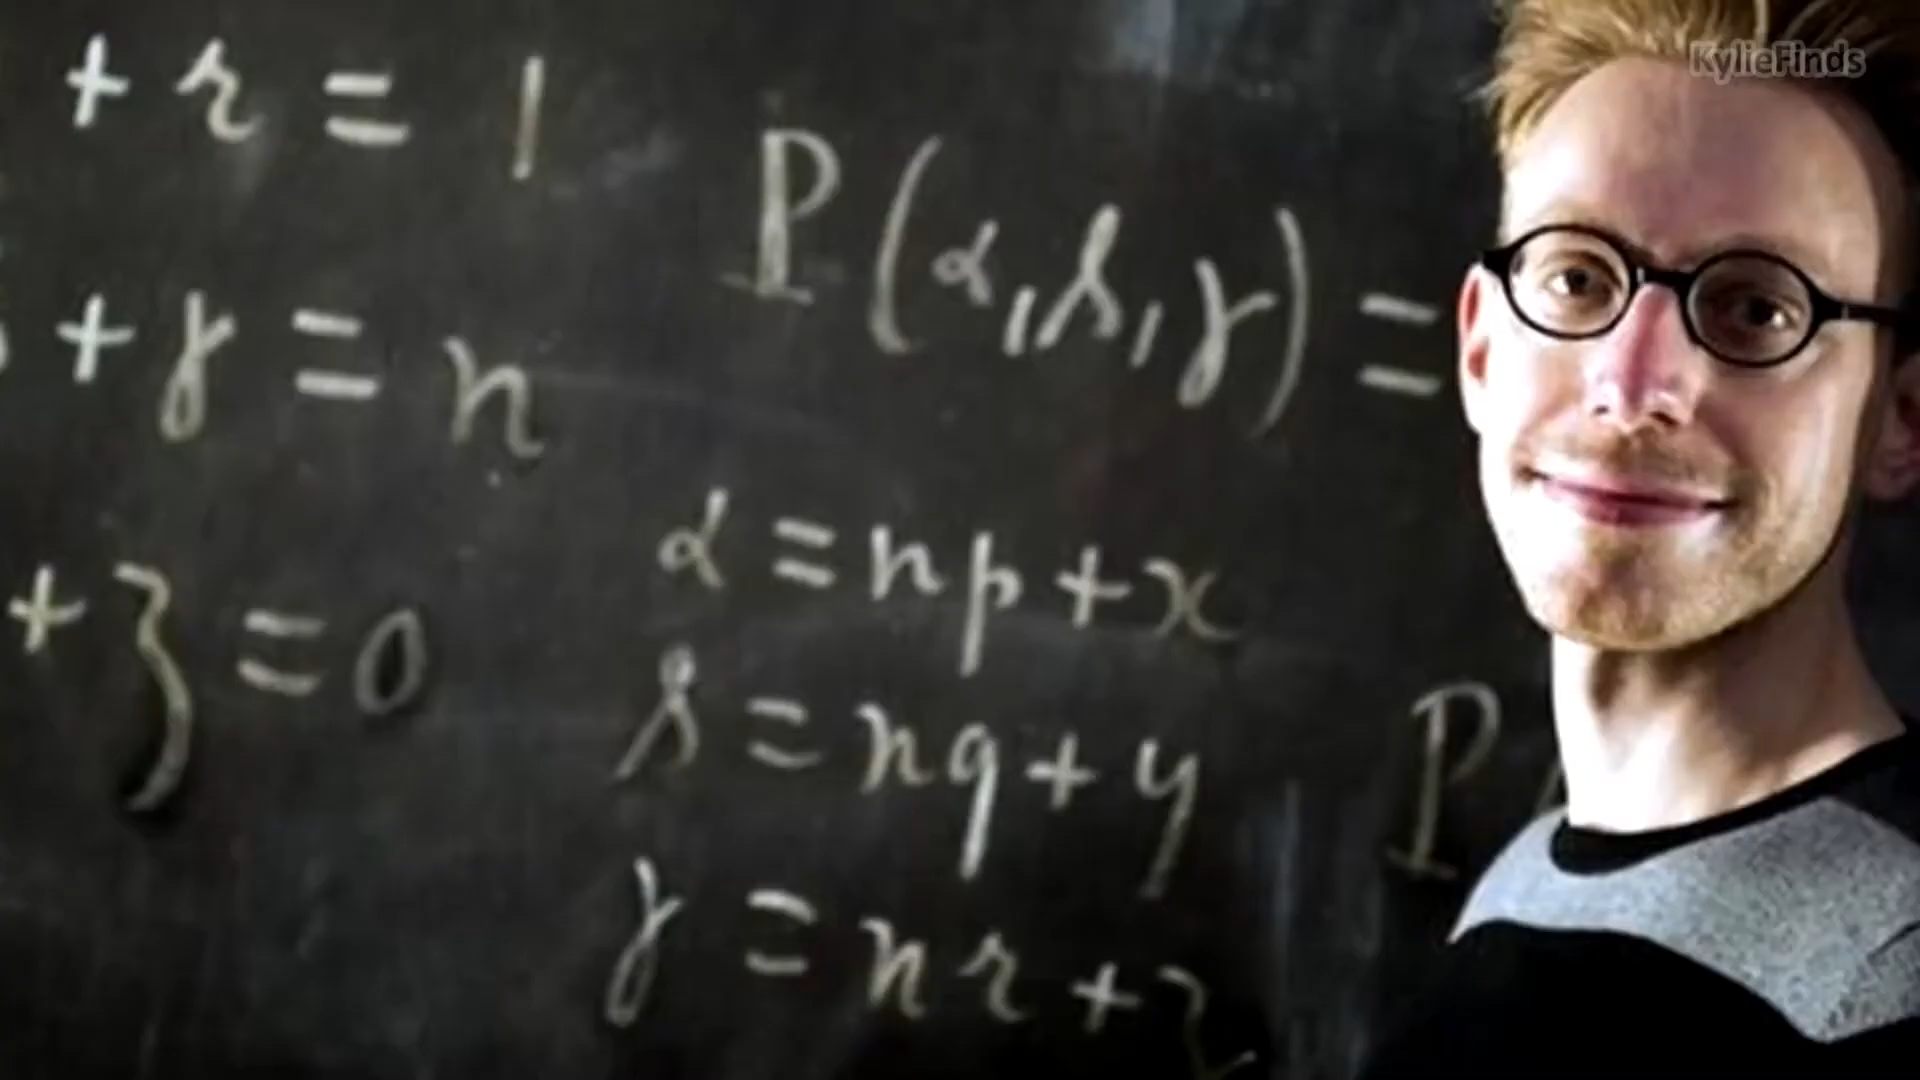 KylieFinds
+ r = 1
P(α,β,γ) =
+ γ = n
α = np + x
+ z = 0
β = nq + y
P
γ = nr + z